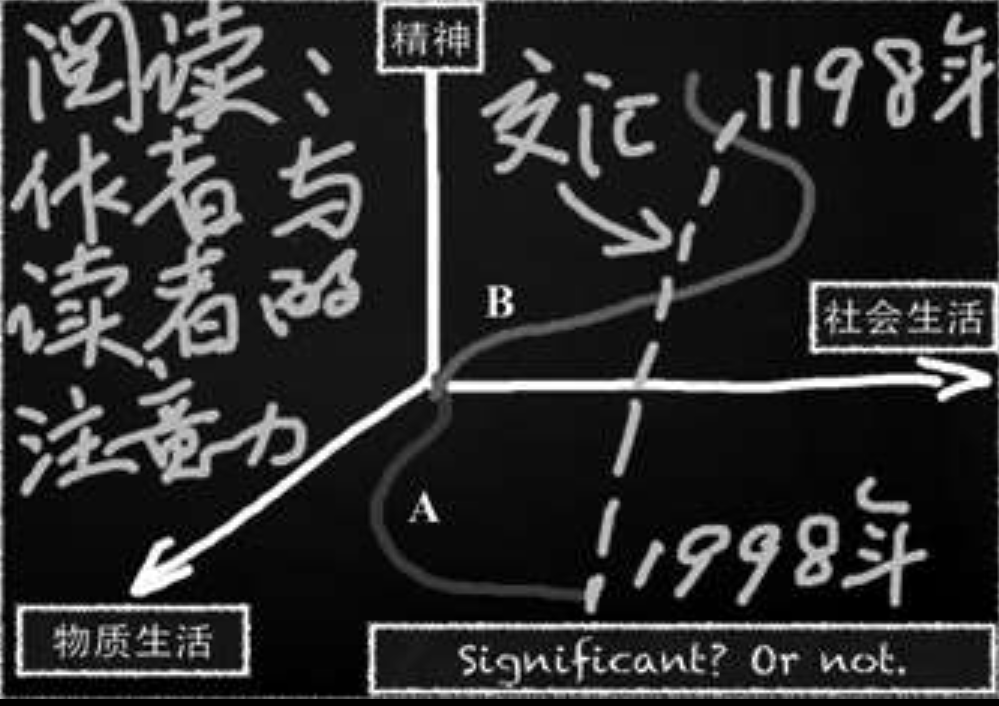 精神
阅读：
作者与
读者的
注意力
交汇
1198年
B
社会生活
A
1998年
物质生活
Significant? Or not.